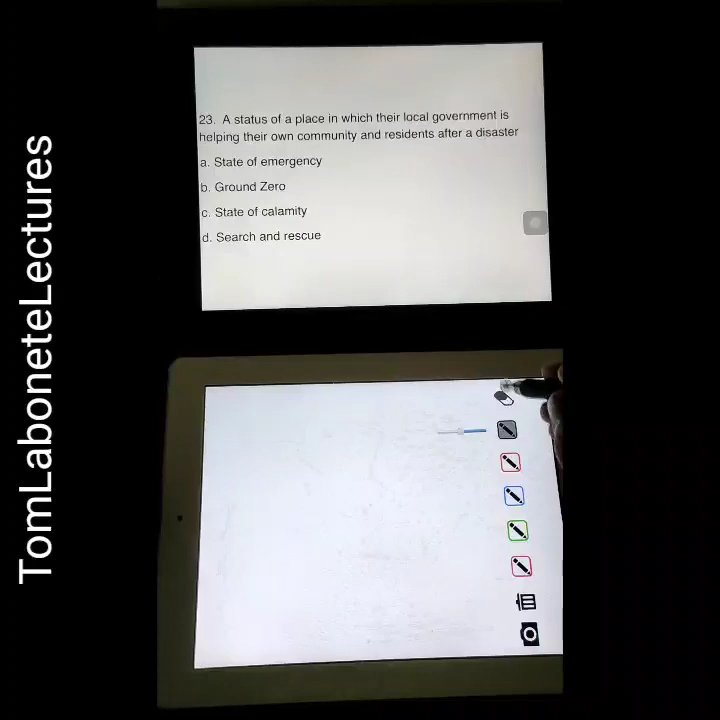 TomLaboneteLectures
23. A status of a place in which their local government is
helping their own community and residents after a disaster
a. State of emergency
b. Ground Zero
c. State of calamity
d. Search and rescue